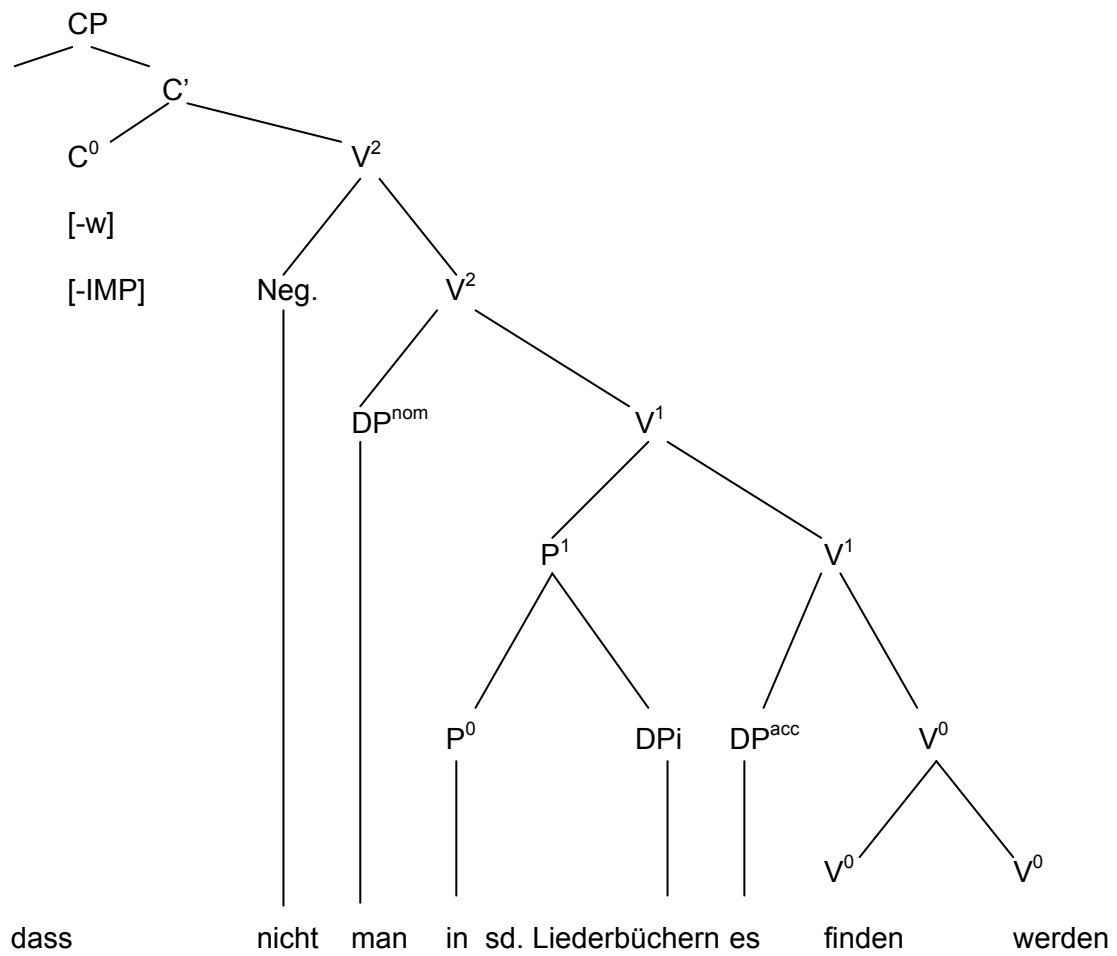 CP
C’
C⁰ V²
[-w]
[-IMP] Neg. V²
DPⁿᵒᵐ V¹
P¹ V¹
P⁰ DPi DPᵃᶜᶜ V⁰
V⁰ V⁰
dass nicht man in sd. Liederbüchern es finden werden